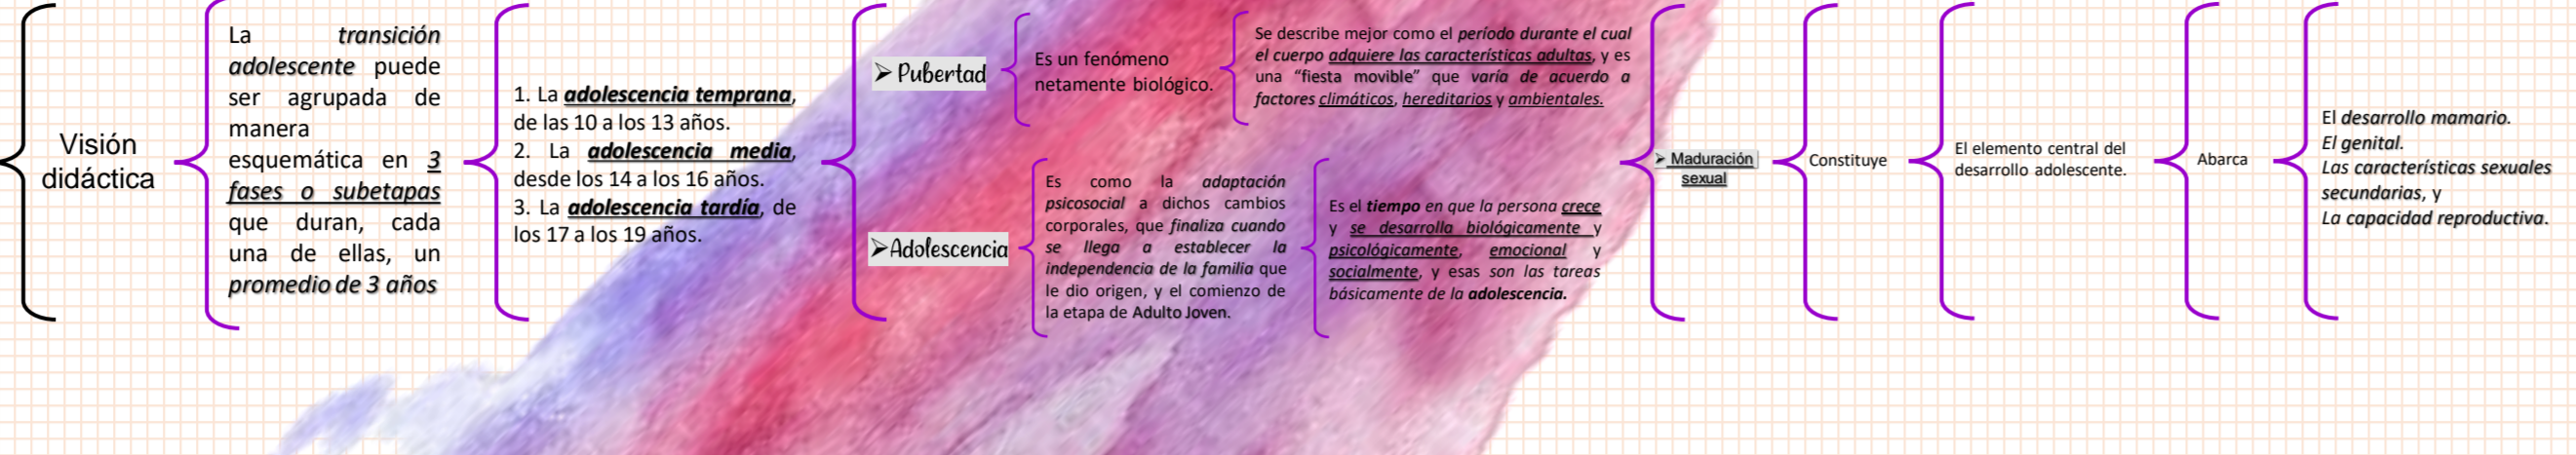 Visión
didáctica
La transición
adolescente puede
ser agrupada de
manera
esquemática en 3
fases o subetapas
que duran, cada
una de ellas, un
promedio de 3 años
1. La adolescencia temprana,
de las 10 a los 13 años.
2. La adolescencia media,
desde los 14 a los 16 años.
3. La adolescencia tardía, de
los 17 a los 19 años.
➢ Pubertad
Es un fenómeno
netamente biológico.
Se describe mejor como el período durante el cual
el cuerpo adquiere las características adultas, y es
una “fiesta movible” que varía de acuerdo a
factores climáticos, hereditarios y ambientales.
➢Adolescencia
Es como la adaptación
psicosocial a dichos cambios
corporales, que finaliza cuando
se llega a establecer la
independencia de la familia que
le dio origen, y el comienzo de
la etapa de Adulto Joven.
Es el tiempo en que la persona crece
y se desarrolla biológicamente y
psicológicamente, emocional y
socialmente, y esas son las tareas
básicamente de la adolescencia.
➢ Maduración
sexual
Constituye
El elemento central del
desarrollo adolescente.
Abarca
El desarrollo mamario.
El genital.
Las características sexuales
secundarias, y
La capacidad reproductiva.